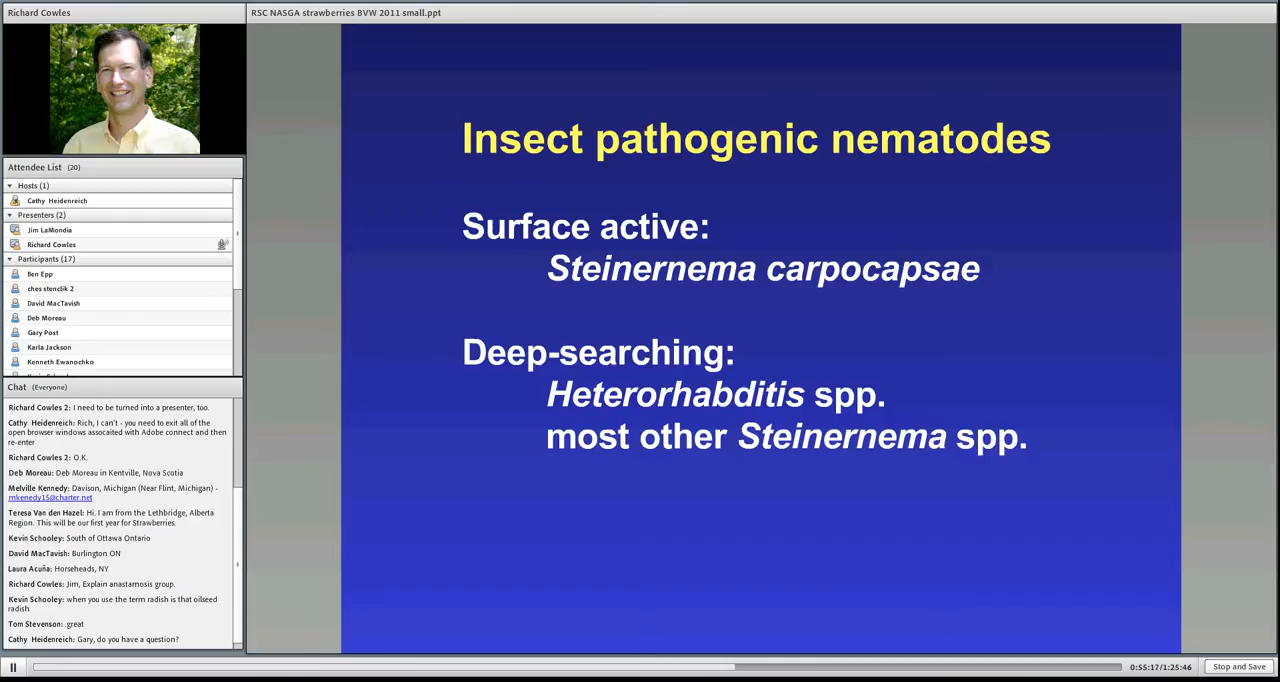 Richard Cowles
RSC NASGA strawberries BVW 2011 small.ppt
Attendee List (20)
Hosts (1)
Cathy Heidenreich
Presenters (2)
Jim LaMondia
Richard Cowles
Participants (17)
Ben Epp
ches stenclik 2
David MacTavish
Deb Moreau
Gary Post
Karla Jackson
Kenneth Ewanochko
Chat (Everyone)
Richard Cowles 2: I need to be turned into a presenter, too.
Cathy Heidenreich: Rich, I can't - you need to exit all of the
open browser windows assocaited with Adobe connect and then
re-enter
Richard Cowles 2: O.K.
Deb Moreau: Deb Moreau in Kentville, Nova Scotia
Melville Kennedy: Davison, Michigan (Near Flint, Michigan) -
mkenedy15@charter.net
Teresa Van den Hazel: Hi. I am from the Lethbridge, Alberta
Region. This will be our first year for Strawberries.
Kevin Schooley: South of Ottawa Ontario
David MacTavish: Burlington ON
Laura Acuña: Horseheads, NY
Richard Cowles: Jim, Explain anastamosis group.
Kevin Schooley: when you use the term radish is that oilseed
radish.
Tom Stevenson: .great
Cathy Heidenreich: Gary, do you have a question?
Insect pathogenic nematodes
Surface active:
Steinernema carpocapsae
Deep-searching:
Heterorhabditis spp.
most other Steinernema spp.
0:55:17/1:25:46
Stop and Save